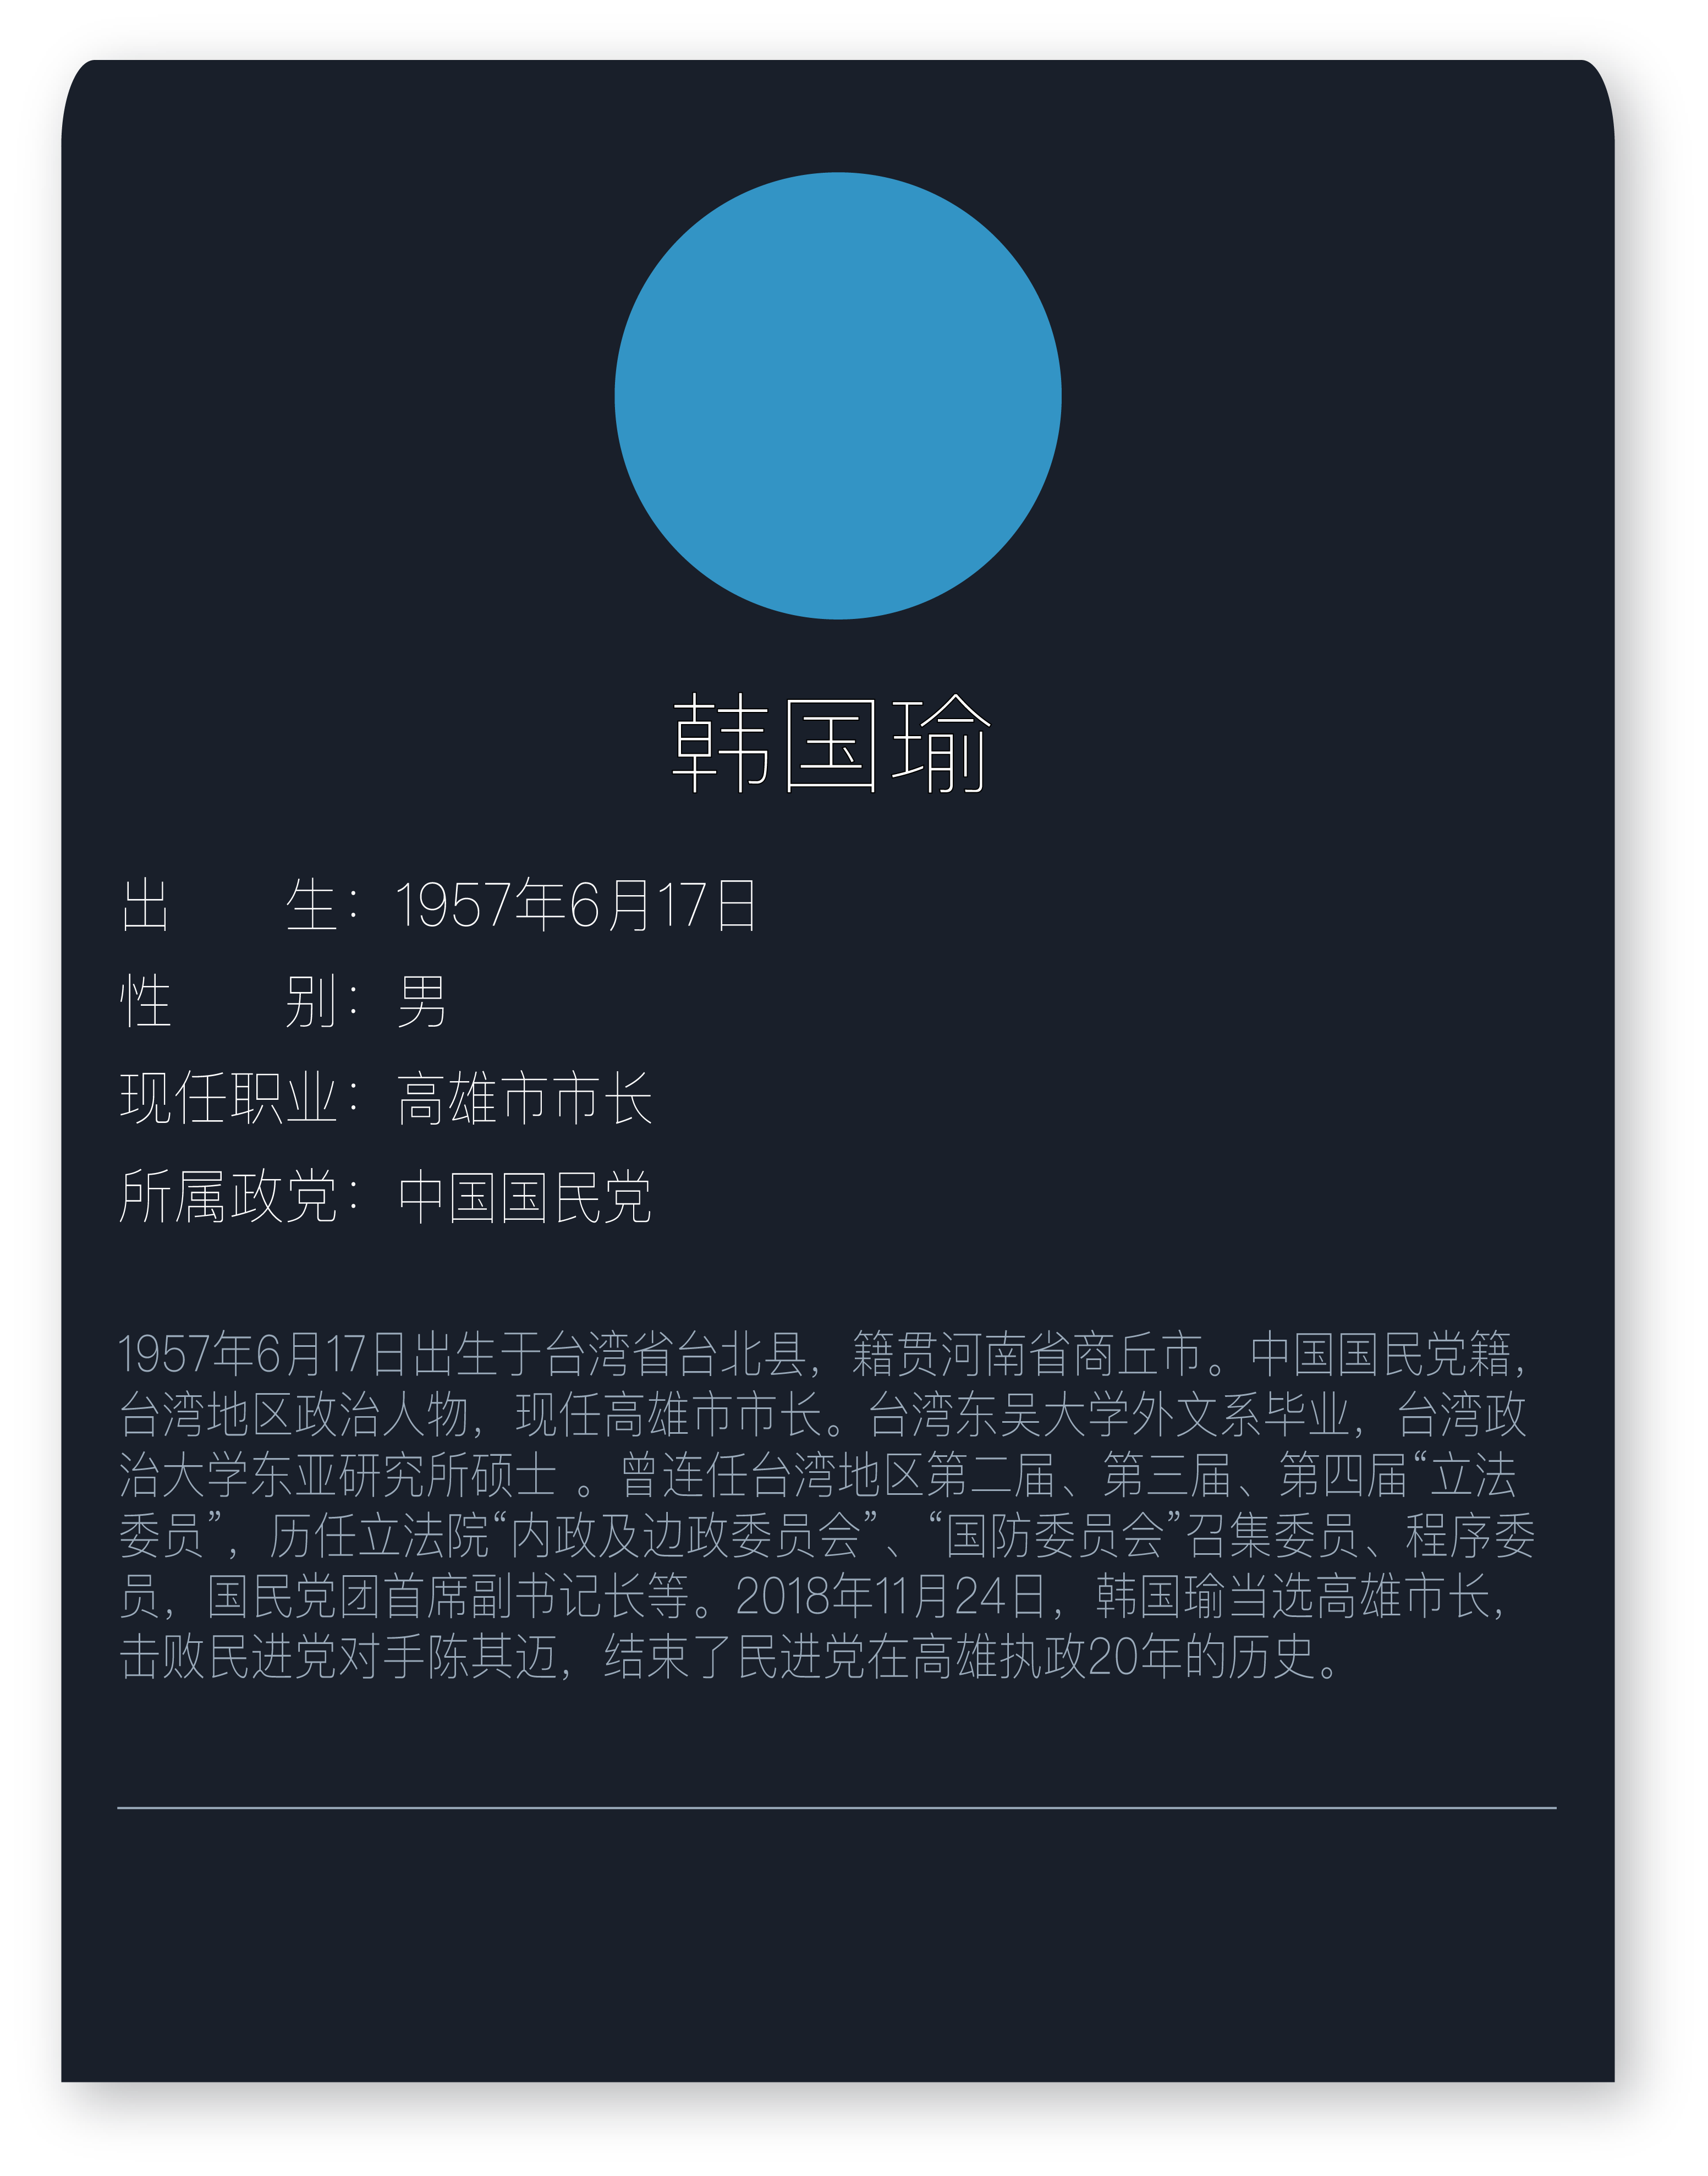 韩国瑜
出　　生：1957年6月17日
性　　别：男
现任职业：高雄市市长
所属政党：中国国民党
1957年6月17日出生于台湾省台北县，籍贯河南省商丘市。中国国民党籍，
台湾地区政治人物，现任高雄市市长。台湾东吴大学外文系毕业，台湾政
治大学东亚研究所硕士 。曾连任台湾地区第二届、第三届、第四届“立法
委员”，历任立法院“内政及边政委员会”、“国防委员会”召集委员、程序委
员，国民党团首席副书记长等。2018年11月24日，韩国瑜当选高雄市长，
击败民进党对手陈其迈，结束了民进党在高雄执政20年的历史。